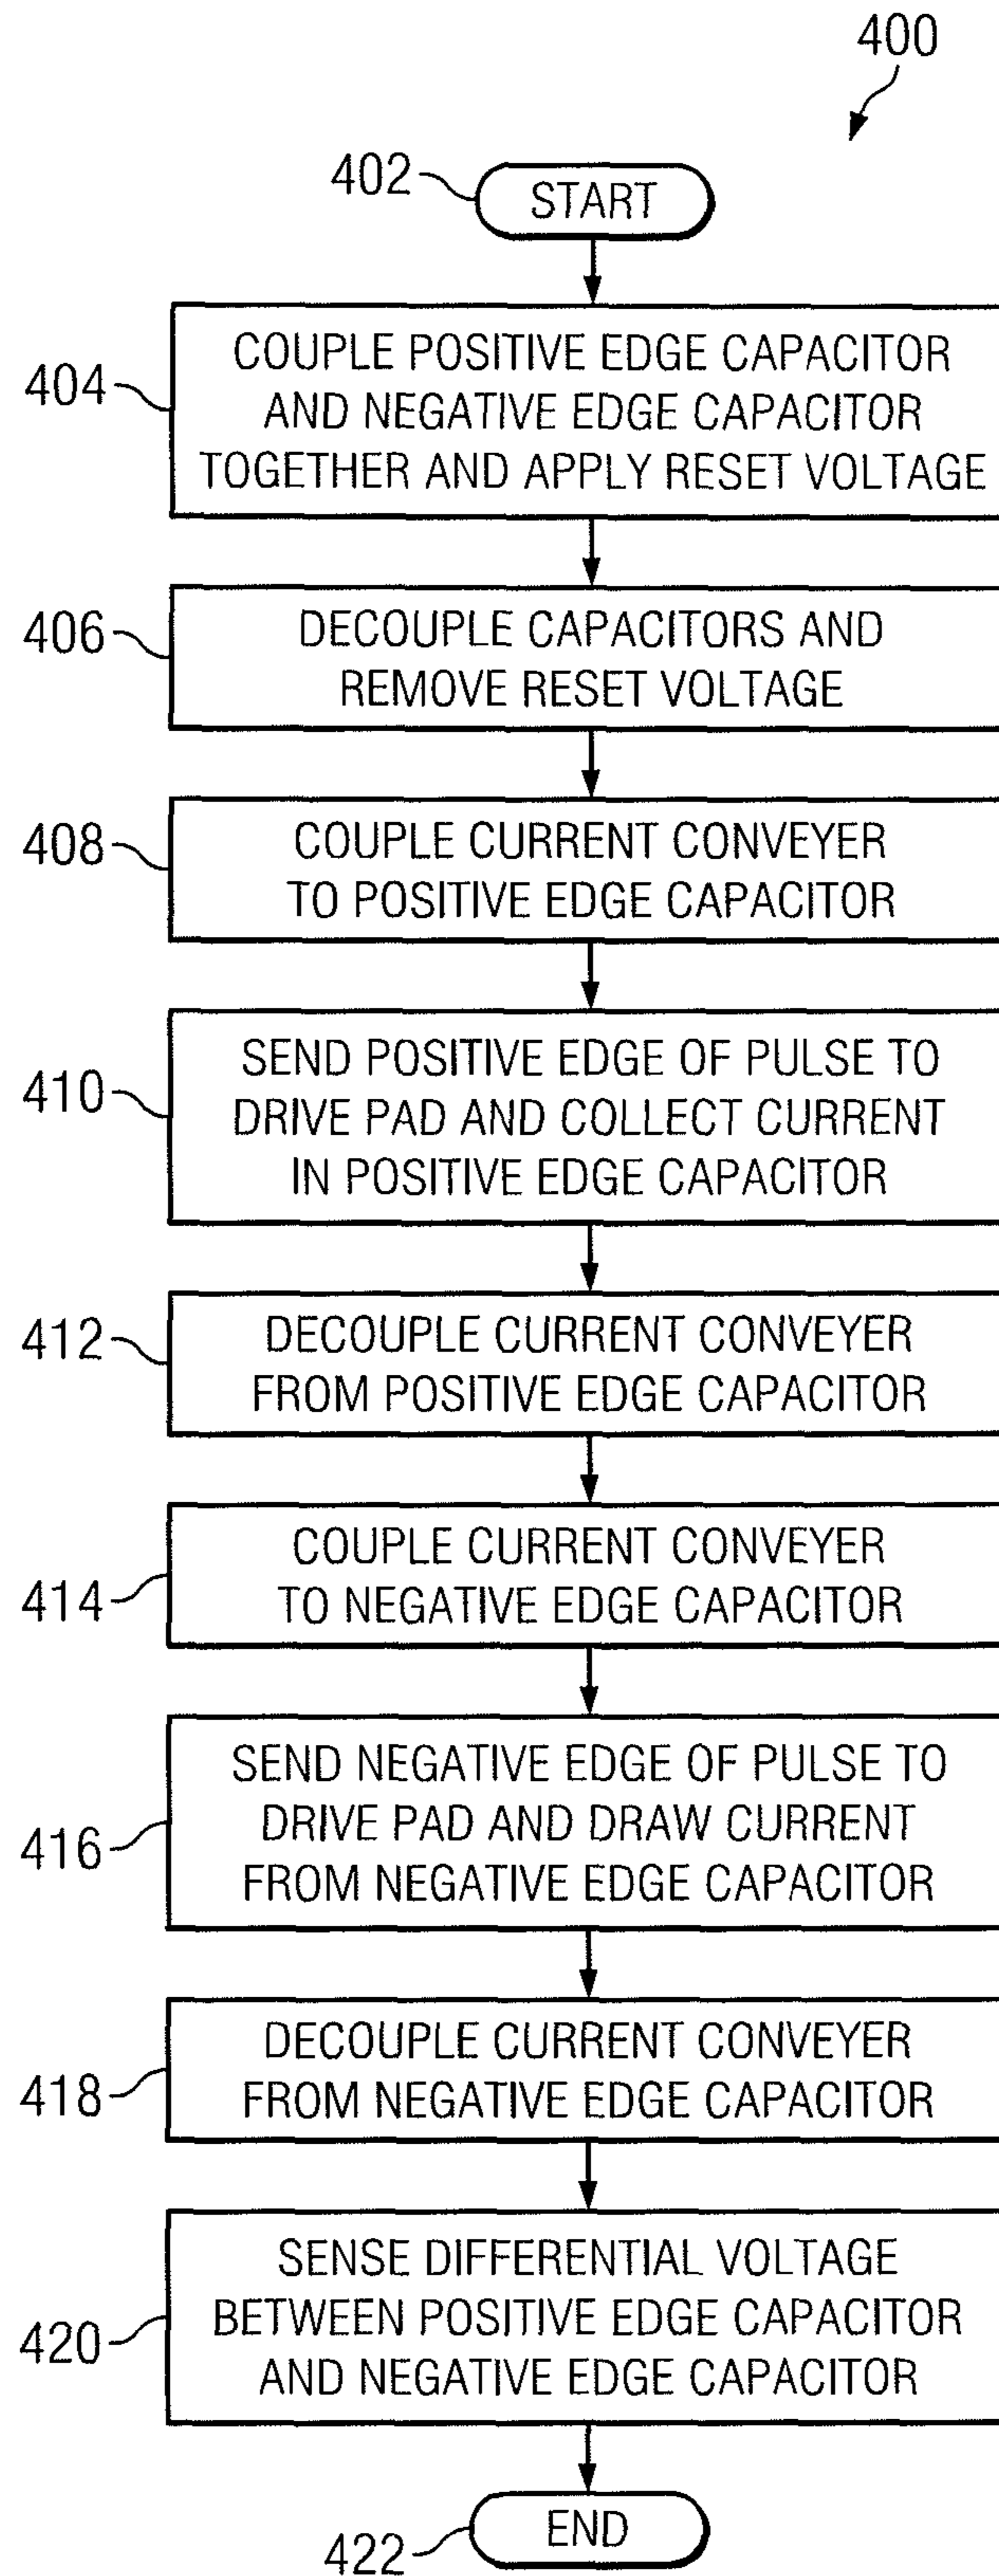 400
402
START
404
COUPLE POSITIVE EDGE CAPACITOR
AND NEGATIVE EDGE CAPACITOR
TOGETHER AND APPLY RESET VOLTAGE
406
DECOUPLE CAPACITORS AND
REMOVE RESET VOLTAGE
408
COUPLE CURRENT CONVEYER
TO POSITIVE EDGE CAPACITOR
410
SEND POSITIVE EDGE OF PULSE TO
DRIVE PAD AND COLLECT CURRENT
IN POSITIVE EDGE CAPACITOR
412
DECOUPLE CURRENT CONVEYER
FROM POSITIVE EDGE CAPACITOR
414
COUPLE CURRENT CONVEYER
TO NEGATIVE EDGE CAPACITOR
416
SEND NEGATIVE EDGE OF PULSE TO
DRIVE PAD AND DRAW CURRENT
FROM NEGATIVE EDGE CAPACITOR
418
DECOUPLE CURRENT CONVEYER
FROM NEGATIVE EDGE CAPACITOR
420
SENSE DIFFERENTIAL VOLTAGE
BETWEEN POSITIVE EDGE CAPACITOR
AND NEGATIVE EDGE CAPACITOR
422
END